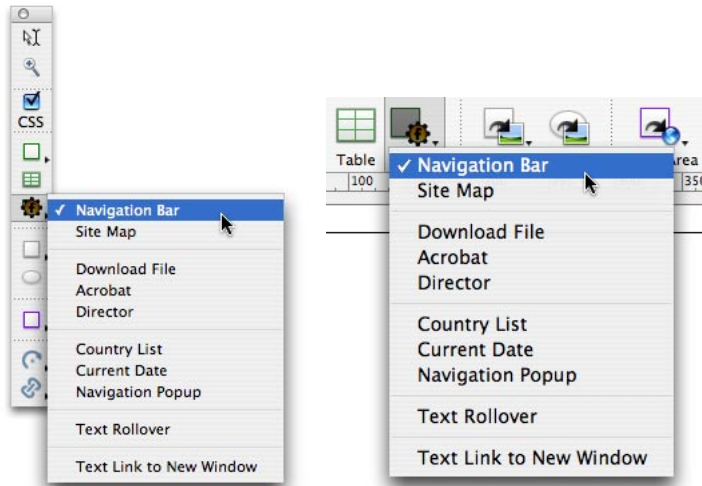 CSS
✓ Navigation Bar
Site Map
Download File
Acrobat
Director
Country List
Current Date
Navigation Popup
Text Rollover
Text Link to New Window
Table
rea
100
350
✓ Navigation Bar
Site Map
Download File
Acrobat
Director
Country List
Current Date
Navigation Popup
Text Rollover
Text Link to New Window